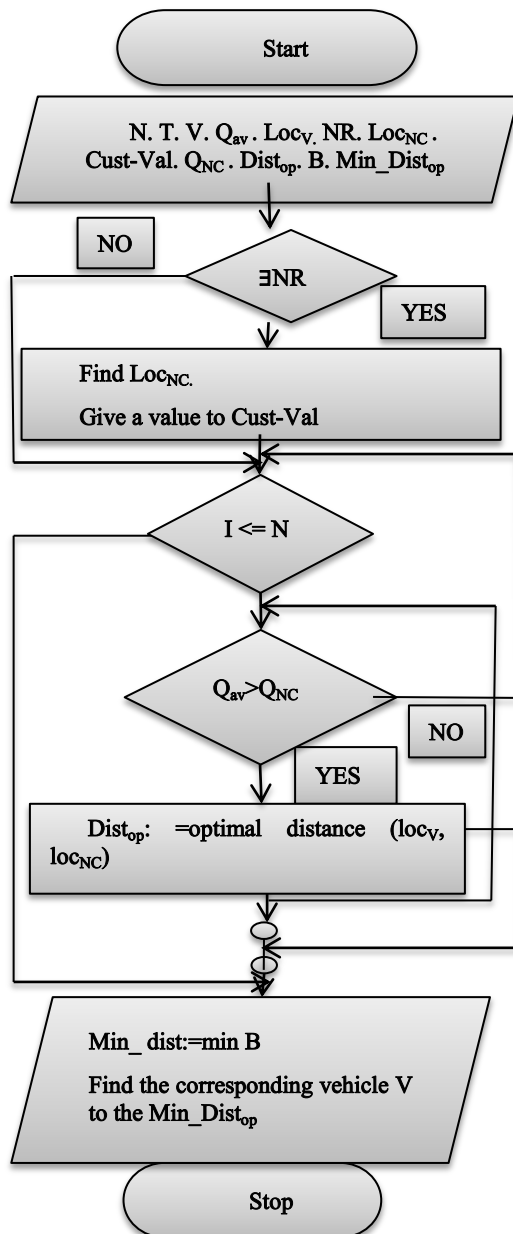 Start
N. T. V. Qav. LocV. NR. LocNC.
Cust-Val. QNC. Distop. B. Min_Distop
NO
∃NR
YES
Find LocNC.
Give a value to Cust-Val
I <= N
Qav>QNC
NO
YES
Distop: =optimal distance (locV,
locNC)
Min_ dist:=min B
Find the corresponding vehicle V
to the Min_Distop
Stop